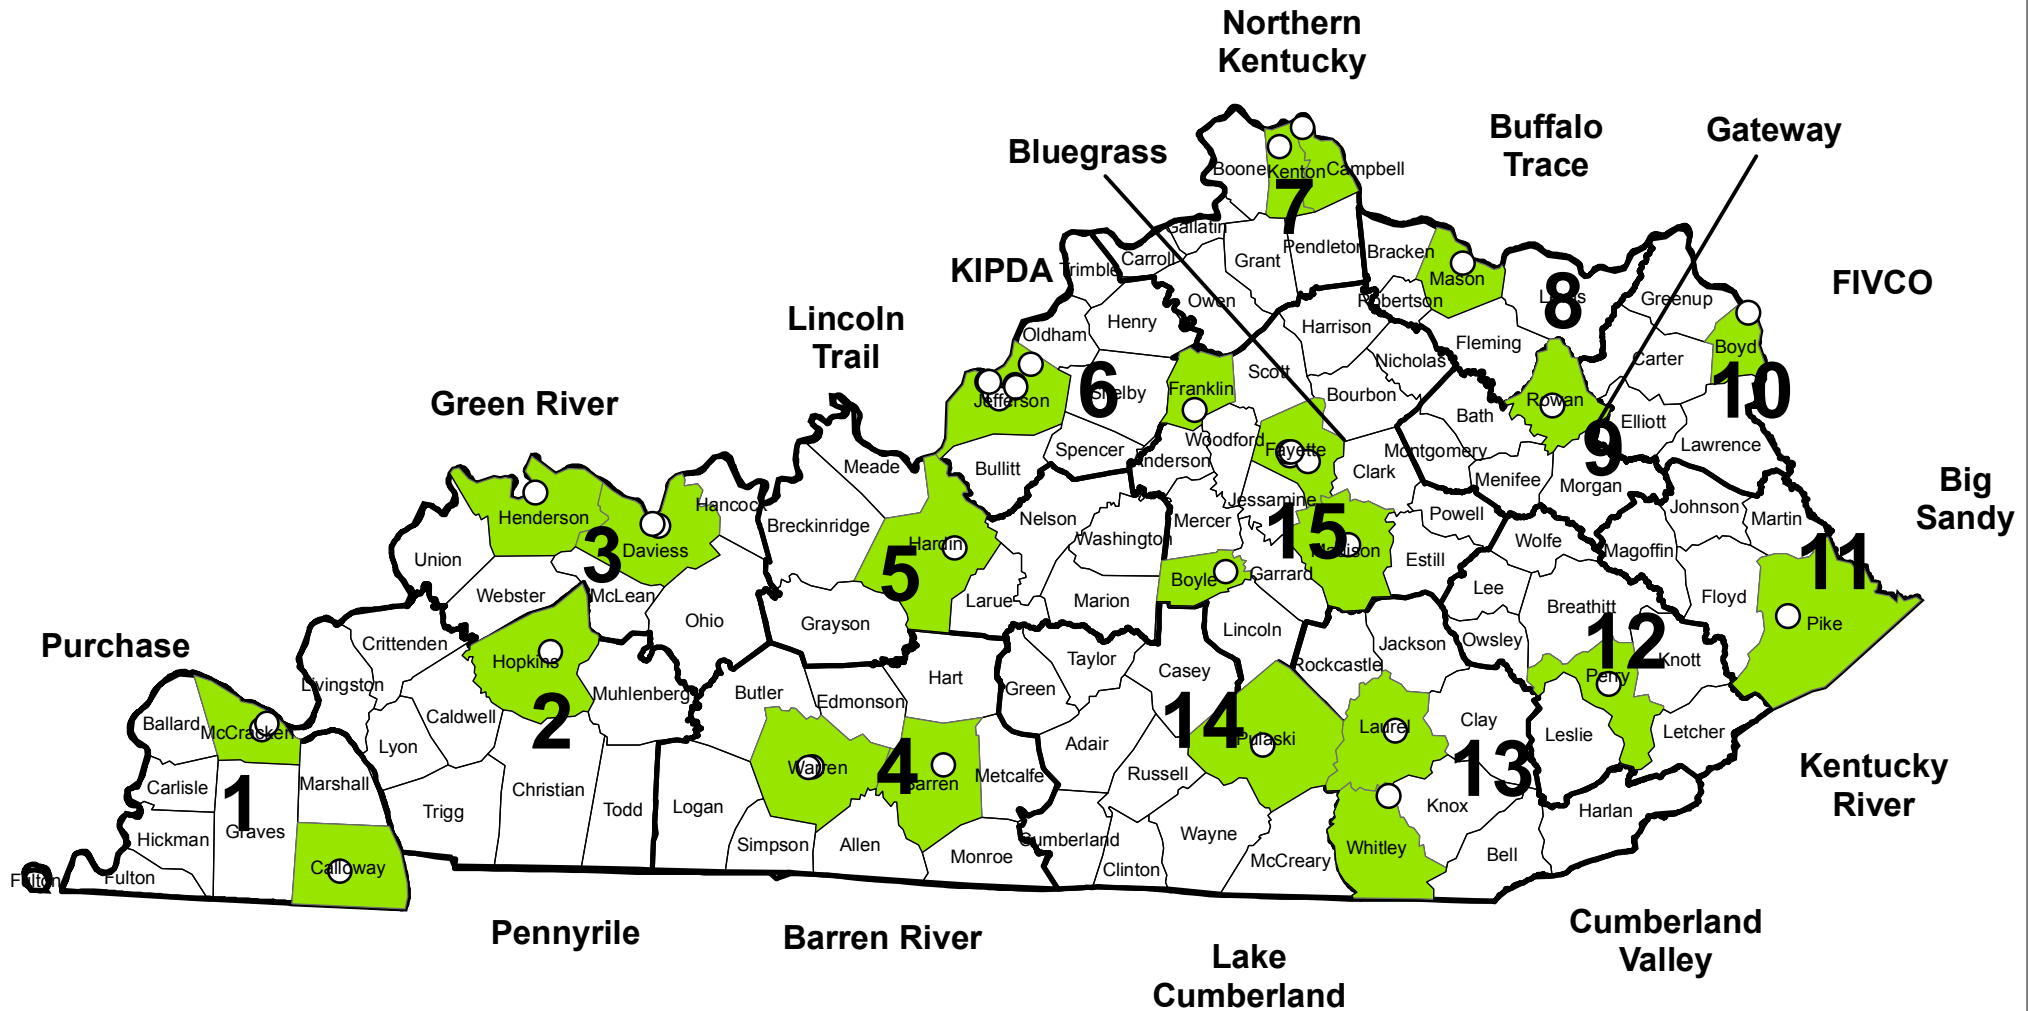 Northern
Kentucky
Buffalo
Trace
Gateway
Bluegrass
KIPDA
FIVCO
Lincoln
Trail
Green River
Big
Sandy
Purchase
Kentucky
River
Pennyrile
Barren River
Cumberland
Valley
Lake
Cumberland
Boone
Kenton
Campbell
7
Gallatin
Carroll
Trimble
Grant
Pendleton
Bracken
Mason
8
Robertson
Greenup
Owen
Harrison
Henry
Oldham
Fleming
Boyd
Carter
10
Nicholas
Scott
Franklin
6
Shelby
Jefferson
Bourbon
Rowan
Bath
Elliott
9
Lawrence
Woodford
Fayette
Spencer
Anderson
Montgomery
Clark
Menifee
Morgan
Meade
Bullitt
Hancock
Henderson
Daviess
3
Breckinridge
Nelson
Washington
Mercer
Jessamine
15
Madison
Powell
Johnson
Martin
Union
Hardin
5
Boyle
Garrard
Estill
Wolfe
Magoffin
11
Webster
McLean
Larue
Marion
Lee
Breathitt
Floyd
Pike
Ohio
Grayson
Lincoln
Crittenden
Owsley
12
Knott
Jackson
Taylor
Casey
Rockcastle
Hopkins
Livingston
Muhlenberg
Butler
Edmonson
Hart
Green
Perry
Ballard
McCracken
Caldwell
2
14
Pulaski
Laurel
Clay
Leslie
Letcher
Lyon
Adair
Warren
4
Barren
Metcalfe
Russell
13
Carlisle
1
Marshall
Christian
Trigg
Todd
Logan
Knox
Harlan
Hickman
Graves
Simpson
Allen
Monroe
Cumberland
Wayne
Whitley
Bell
Clinton
McCreary
Calloway
Fulton
Fulton